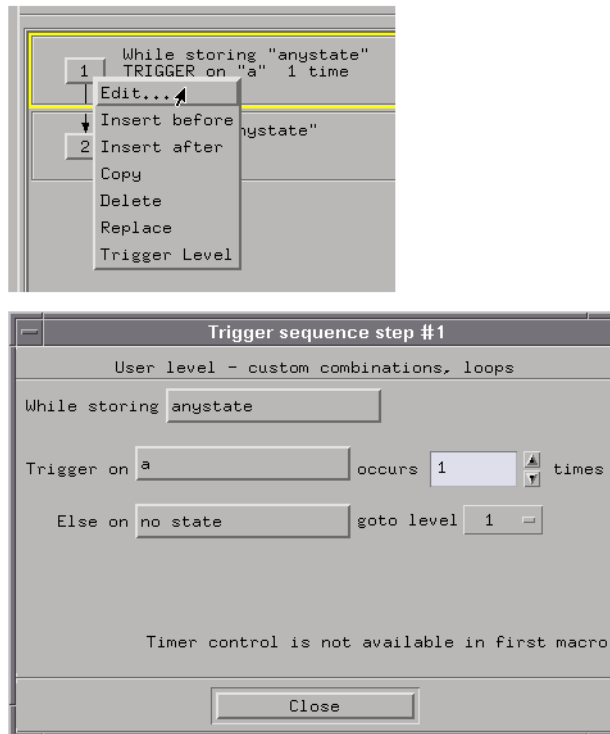 While storing "anystate"
1 TRIGGER on "a" 1 time
Edit...
Insert before
nystate"
2 Insert after
Copy
Delete
Replace
Trigger Level
Trigger sequence step #1
User level - custom combinations, loops
While storing anystate
Trigger on a occurs 1 times
Else on no state goto level 1
Timer control is not available in first macro
Close